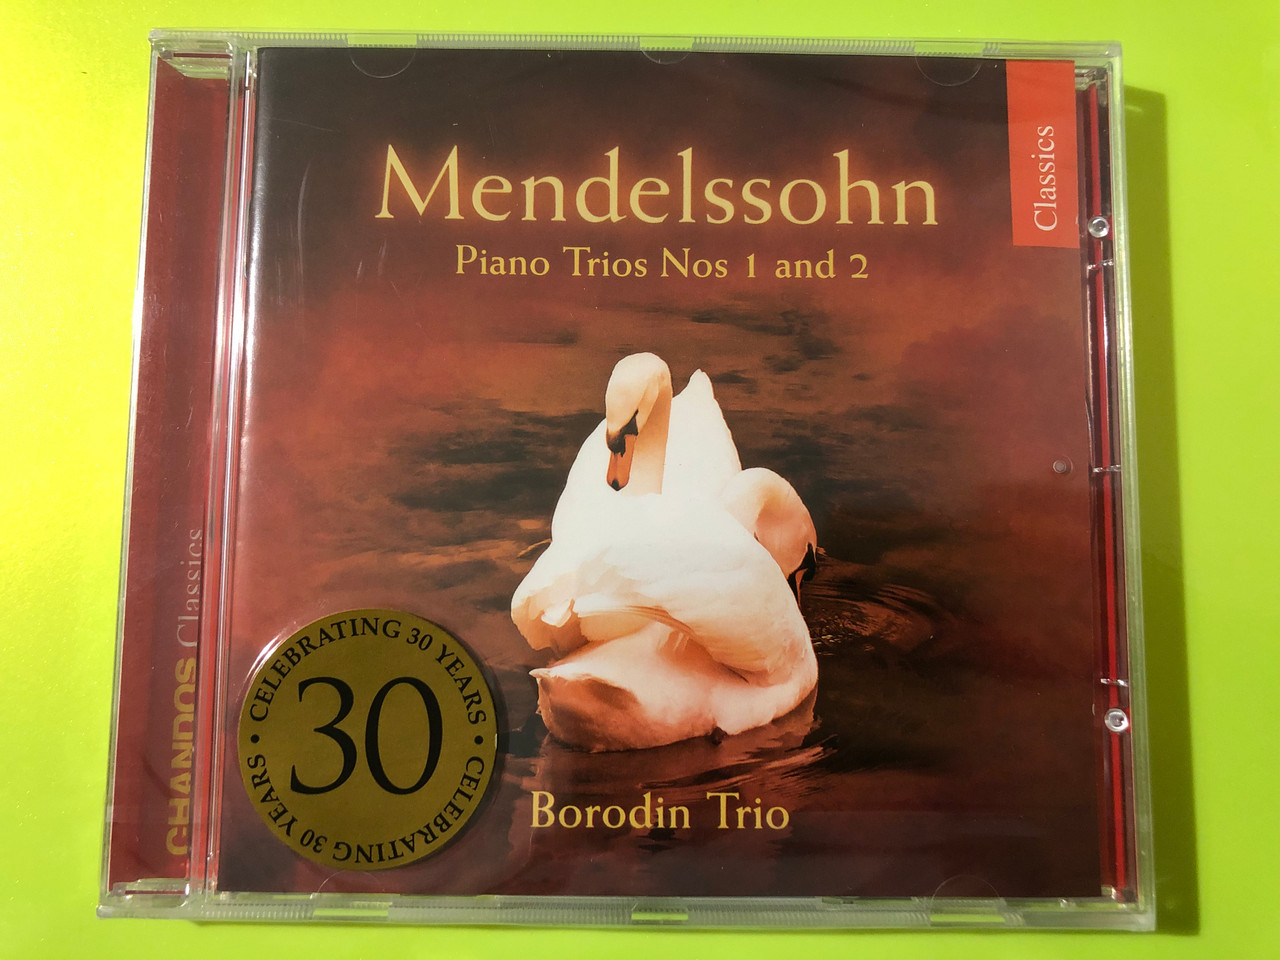 Mendelssohn
Piano Trios Nos 1 and 2
Classics
CHANDOS Classics
• CELEBRATING 30 YEARS • CELEBRATING 30 YEARS
30
Borodin Trio